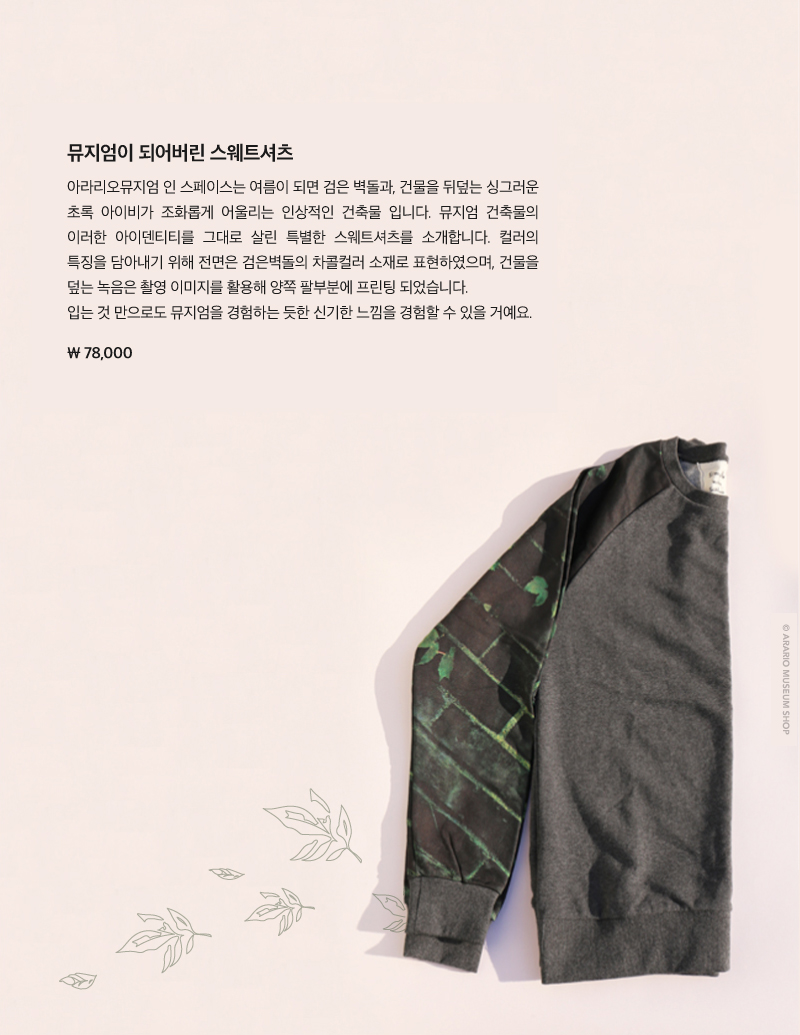 뮤지엄이 되어버린 스웨트셔츠
아라리오뮤지엄 인 스페이스는 여름이 되면 검은 벽돌과, 건물을 뒤덮는 싱그러운
초록 아이비가 조화롭게 어울리는 인상적인 건축물 입니다. 뮤지엄 건축물의
이러한 아이덴티티를 그대로 살린 특별한 스웨트셔츠를 소개합니다. 컬러의
특징을 담아내기 위해 전면은 검은벽돌의 차콜컬러 소재로 표현하였으며, 건물을
덮는 녹음은 촬영 이미지를 활용해 양쪽 팔부분에 프린팅 되었습니다.
입는 것 만으로도 뮤지엄을 경험하는 듯한 신기한 느낌을 경험할 수 있을 거예요.
₩ 78,000
© ARARIO MUSEUM SHOP